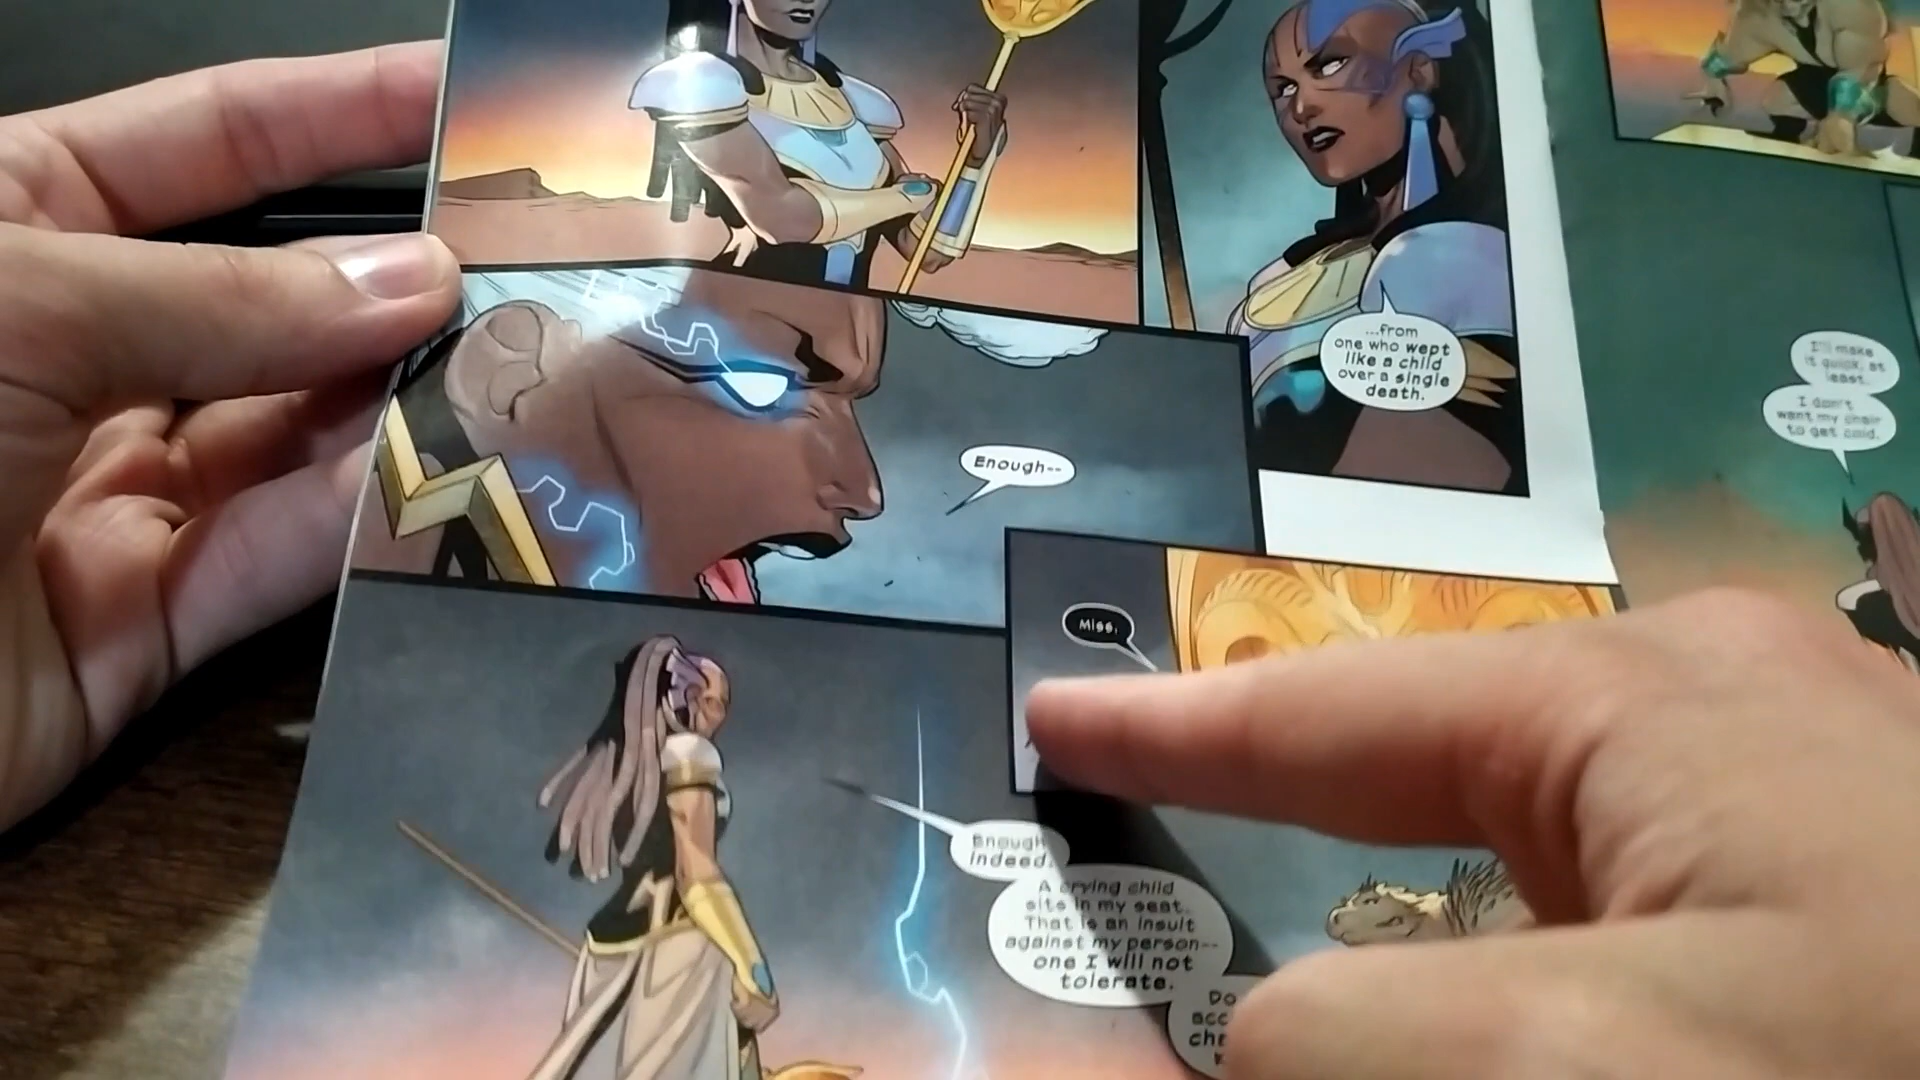 ...from
one who wept
like a child
over a single
death.
Enough--
Miss,
Enough
indeed.
A crying child
sits in my seat.
That is an insult
against my person--
one I will not
tolerate.
Do
I'll make
it quick, at
least.
I don't
want my chair
to get cold.